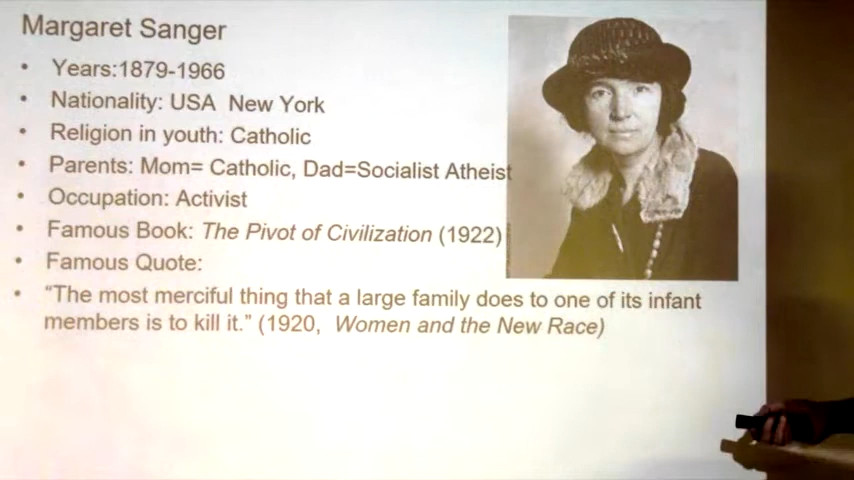 Margaret Sanger
• Years:1879-1966
• Nationality: USA New York
• Religion in youth: Catholic
• Parents: Mom= Catholic, Dad=Socialist Atheist
• Occupation: Activist
• Famous Book: The Pivot of Civilization (1922)
• Famous Quote:
• “The most merciful thing that a large family does to one of its infant
members is to kill it.” (1920, Women and the New Race)